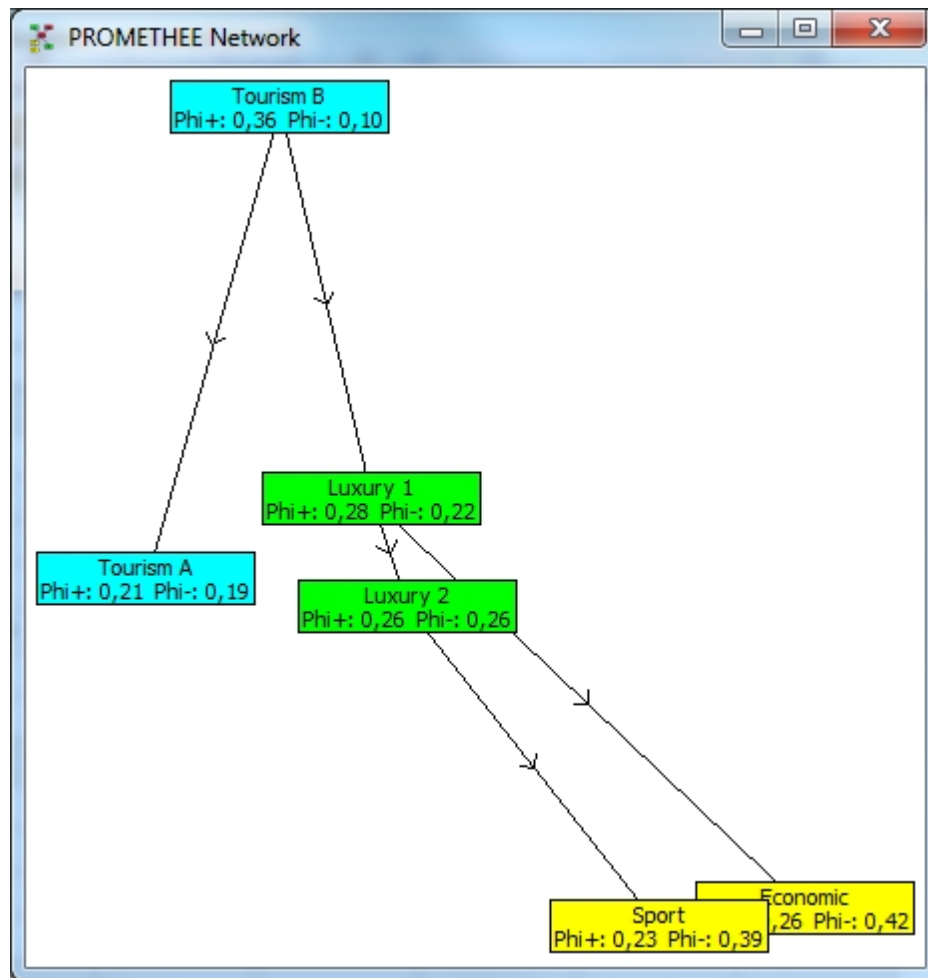 PROMETHEE Network
Tourism B
Phi+: 0,36 Phi-: 0,10
Luxury 1
Phi+: 0,28 Phi-: 0,22
Tourism A
Phi+: 0,21 Phi-: 0,19
Luxury 2
Phi+: 0,26 Phi-: 0,26
Economic
,26 Phi-: 0,42
Sport
Phi+: 0,23 Phi-: 0,39